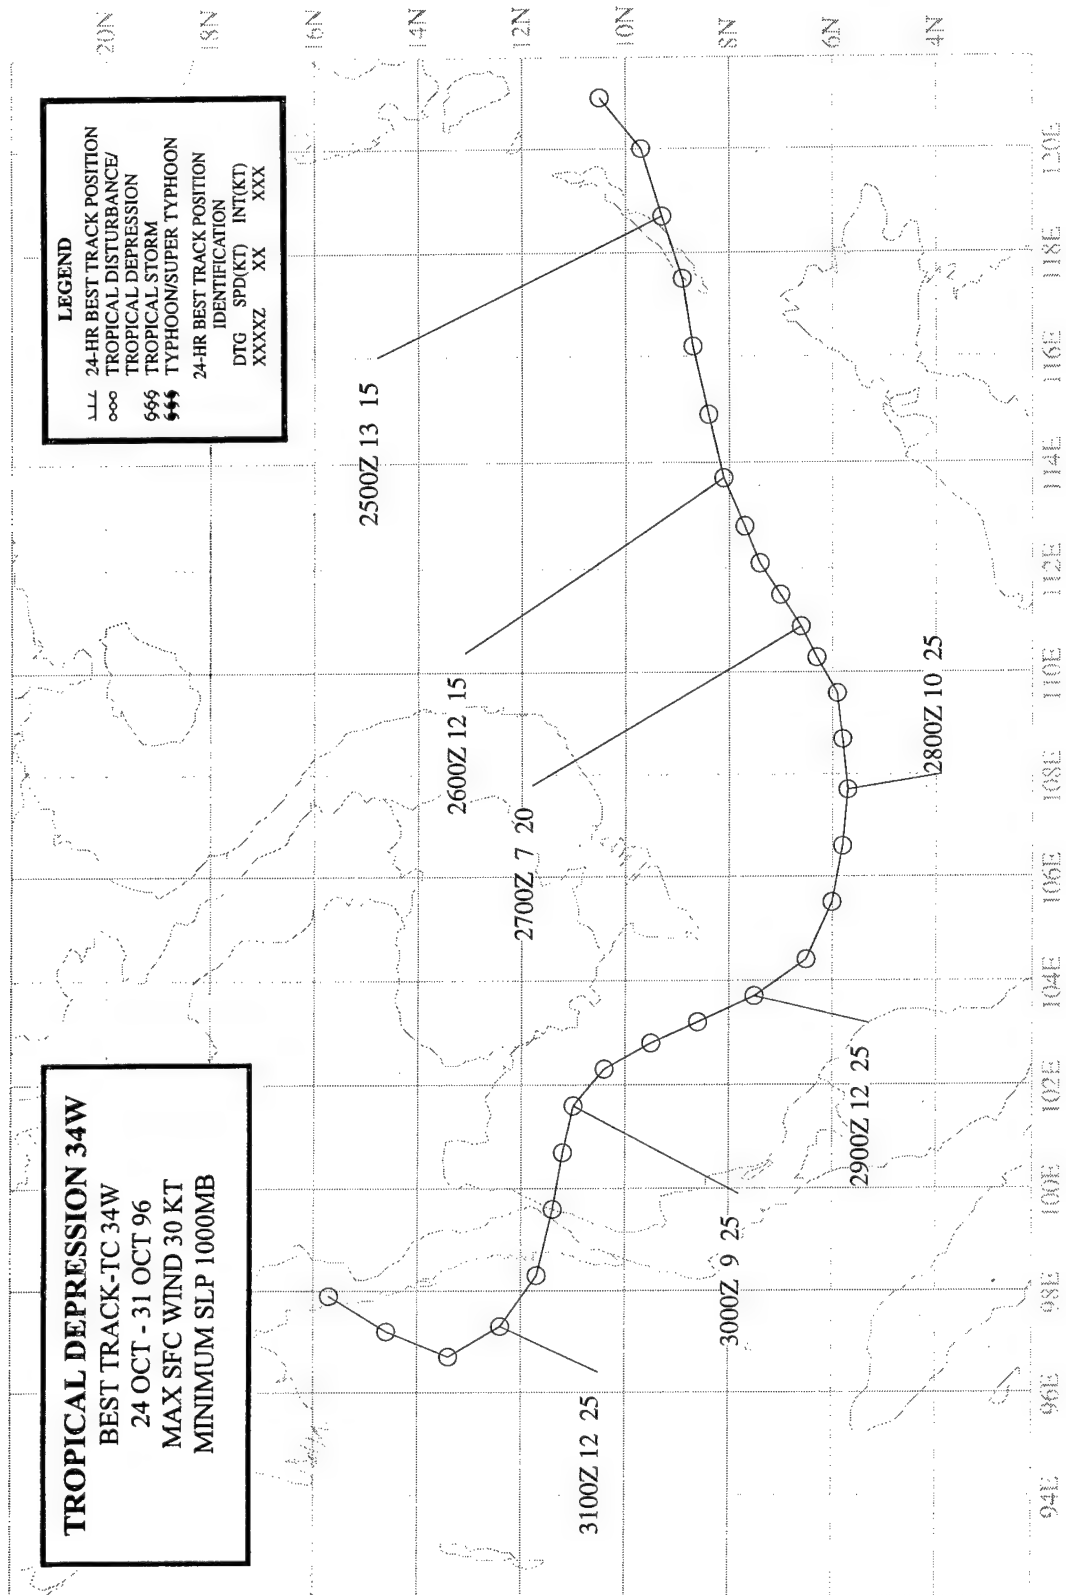 TROPICAL DEPRESSION 34W
BEST TRACK-TC 34W
24 OCT - 31 OCT 96
MAX SFC WIND 30 KT
MINIMUM SLP 1000MB
LEGEND
24-HR BEST TRACK POSITION
TROPICAL DISTURBANCE/
TROPICAL DEPRESSION
TROPICAL STORM
TYPHOON/SUPER TYPHOON
24-HR BEST TRACK POSITION
IDENTIFICATION
DTG SPD(KT) INT(KT)
XXXXZ XX XXX
20N
18N
16N
14N
12N
10N
8N
6N
4N
2500Z 13 15
2600Z 12 15
2700Z 7 20
2800Z 10 25
2900Z 12 25
3000Z 9 25
3100Z 12 25
94E
96E
98E
100E
102E
104E
106E
108E
110E
112E
114E
116E
118E
120E